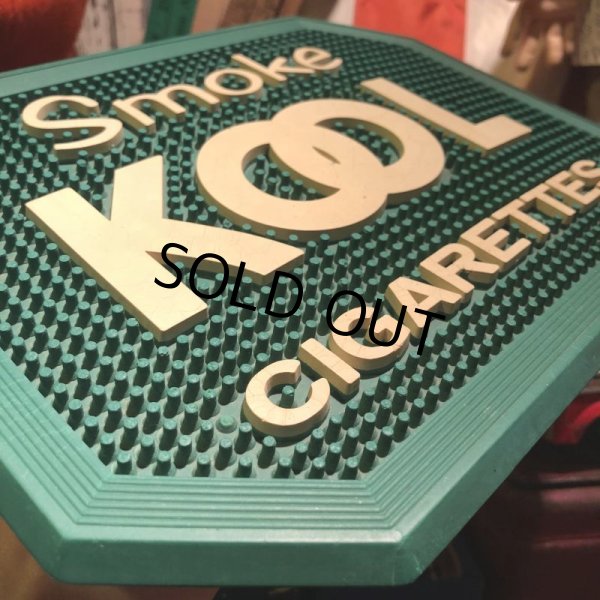 Smoke
KOOL
CIGARETTES
SOLD OUT